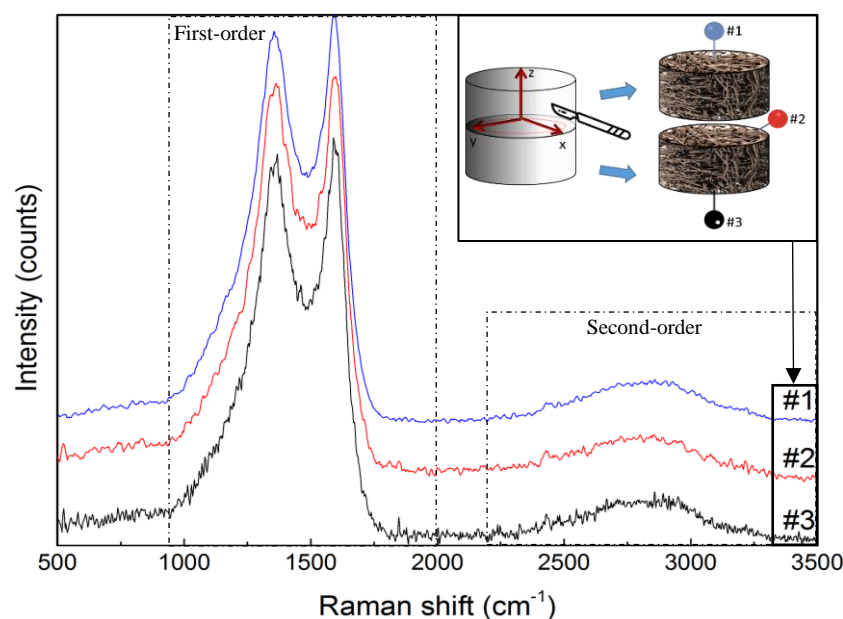 First-order
z
y
x
#1
#2
#3
Second-order
#1
#2
#3
Intensity (counts)
500
1000
1500
2000
2500
3000
3500
Raman shift (cm⁻¹)